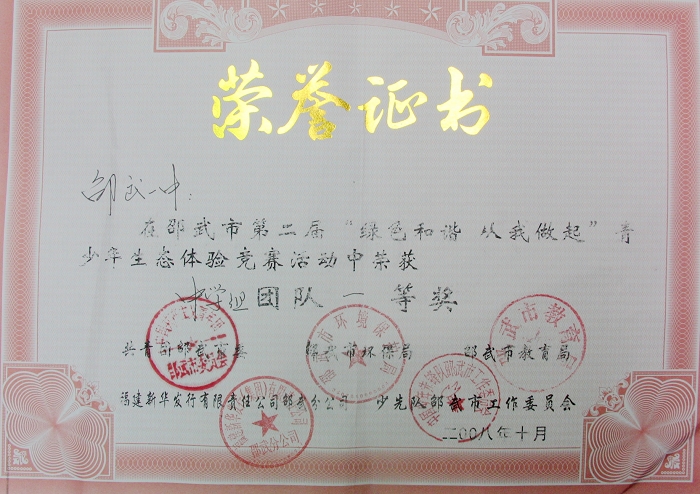 荣誉证书
邵武一中：
在邵武市第二届“绿色和谐 从我做起”青
少年生态体验竞赛活动中荣获
中学组团队一等奖
共青团邵武市委 邵武市环保局 邵武市教育局
福建新华发行有限责任公司邵武分公司 少先队邵武市工作委员会
二00八年十月